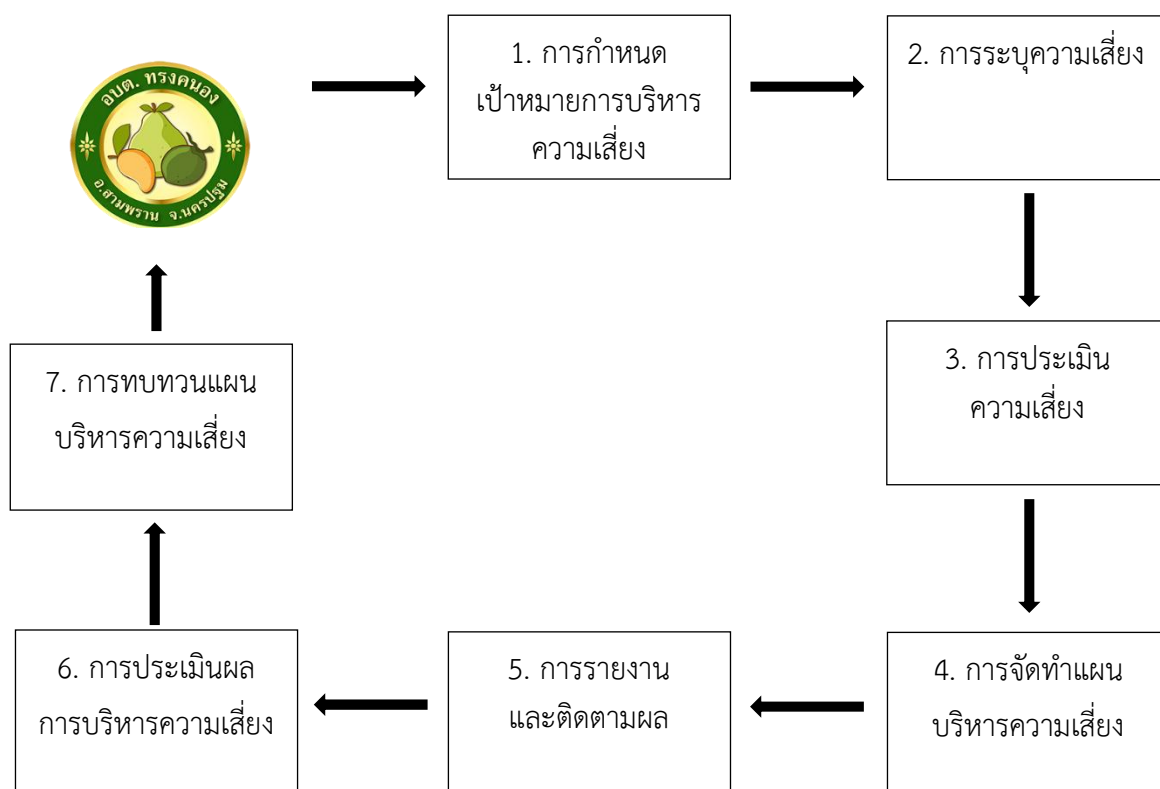 อบต. ทรงคนอง
อ.สามพราน จ.นครปฐม
1. การกำหนด
เป้าหมายการบริหาร
ความเสี่ยง
2. การระบุความเสี่ยง
3. การประเมิน
ความเสี่ยง
4. การจัดทำแผน
บริหารความเสี่ยง
5. การรายงาน
และติดตามผล
6. การประเมินผล
การบริหารความเสี่ยง
7. การทบทวนแผน
บริหารความเสี่ยง